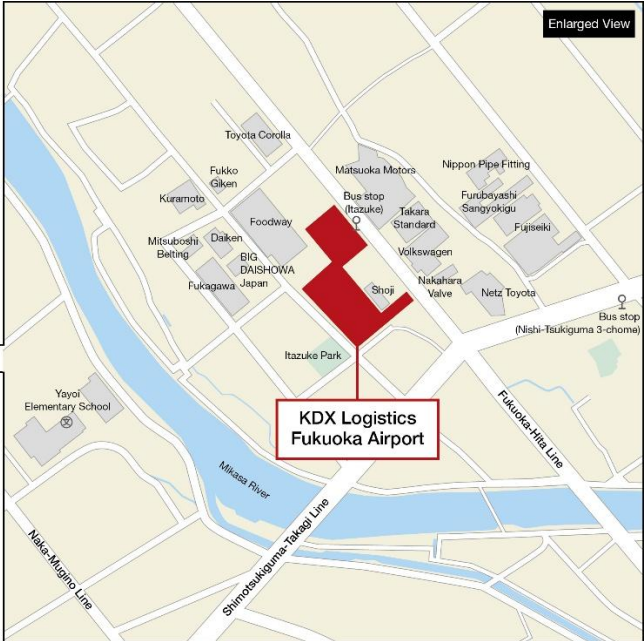 Enlarged View
Toyota Corolla
Matsuoka Motors
Nippon Pipe Fitting
Fukko
Giken
Kuramoto
Bus stop
(Itazuke)
Furubayashi
Sangyokigu
Takara
Standard
Foodway
Fujiseiki
Mitsuboshi
Belting
Daiken
Volkswagen
BIG
DAISHOWA
Japan
Fukagawa
Shoji
Nakahara
Valve
Netz Toyota
Bus stop
(Nishi-Tsukiguma 3-chome)
Itazuke Park
Yayoi
Elementary School
文
KDX Logistics
Fukuoka Airport
Fukuoka-Hita Line
Mikasa River
Shimotsukiguma-Takagi Line
Naka-Mugino Line